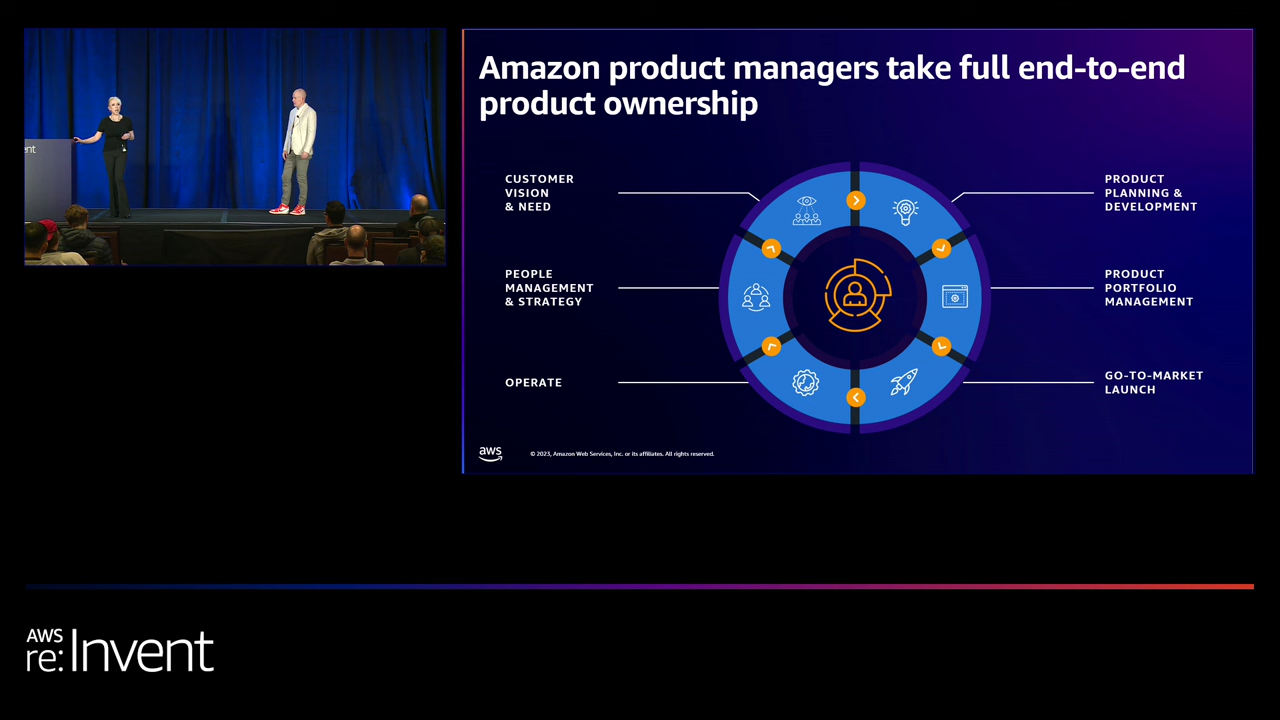 nt
Amazon product managers take full end-to-end
product ownership
CUSTOMER
VISION
& NEED
PEOPLE
MANAGEMENT
& STRATEGY
OPERATE
PRODUCT
PLANNING &
DEVELOPMENT
PRODUCT
PORTFOLIO
MANAGEMENT
GO-TO-MARKET
LAUNCH
aws
© 2023, Amazon Web Services, Inc. or its affiliates. All rights reserved.
AWS
re:Invent